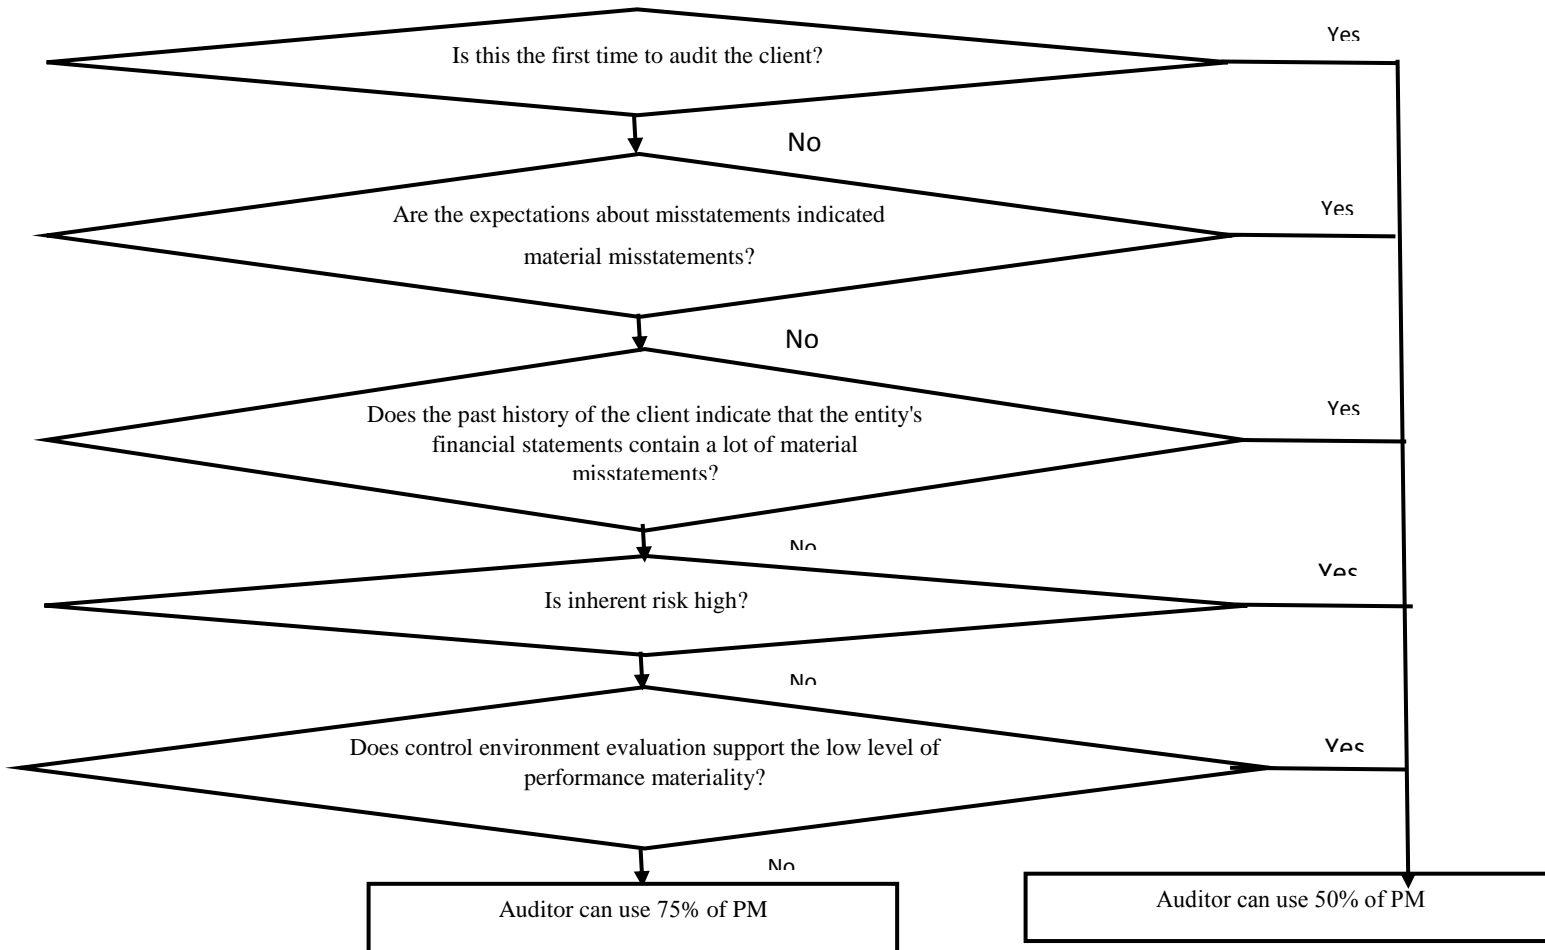 Yes
Is this the first time to audit the client?
No
Yes
Are the expectations about misstatements indicated
material misstatements?
No
Yes
Does the past history of the client indicate that the entity's
financial statements contain a lot of material
misstatements?
No
Yes
Is inherent risk high?
No
Yes
Does control environment evaluation support the low level of
performance materiality?
No
Auditor can use 75% of PM
Auditor can use 50% of PM